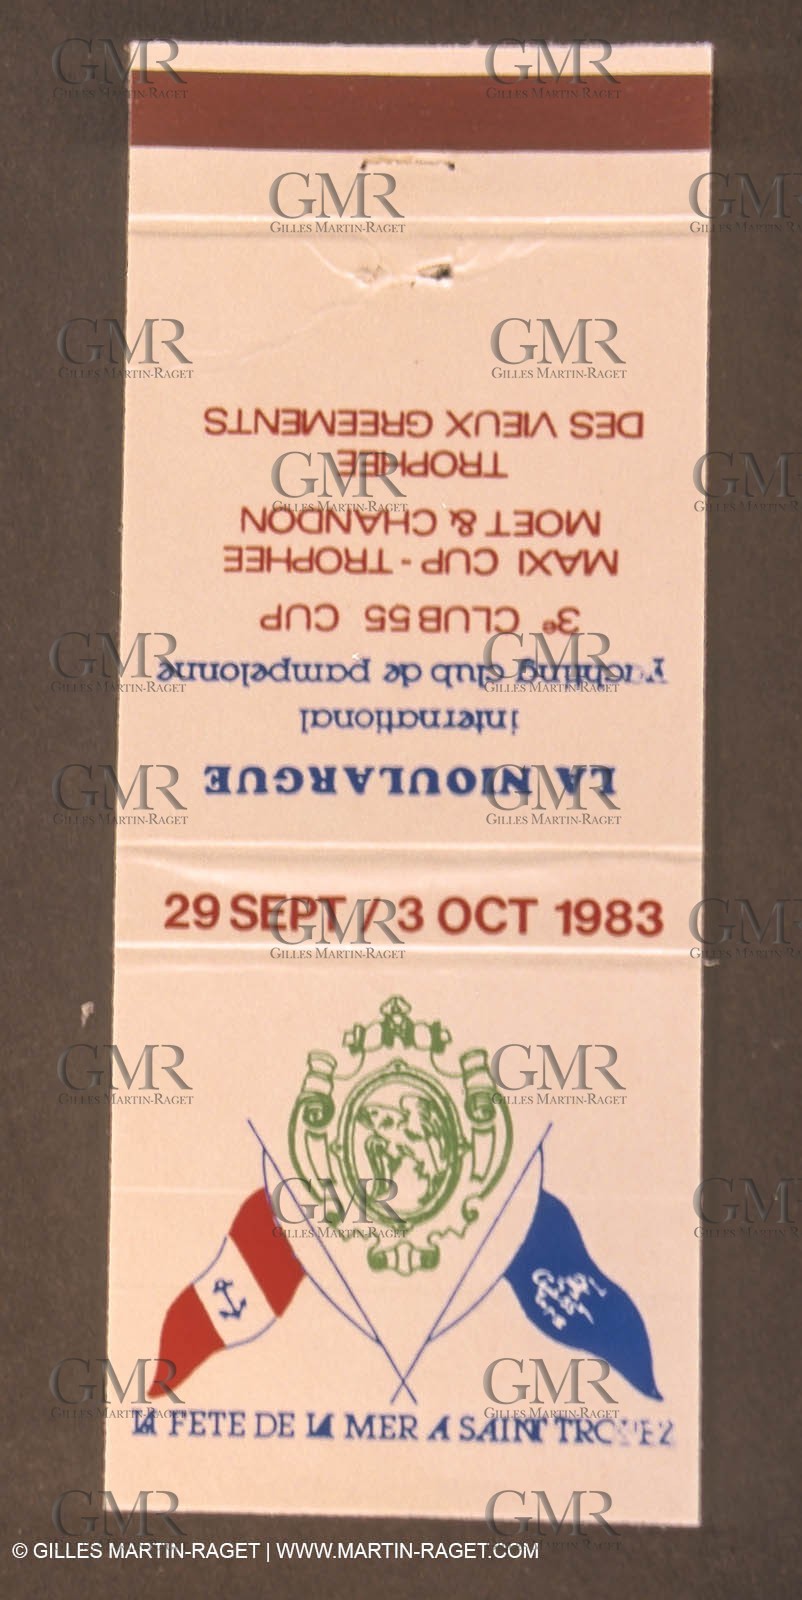 LA NIOULARGUE
international
yachting club de pampelonne
3e CLUB 55 CUP
MAXI CUP - TROPHEE
MOET & CHANDON
TROPHEE
DES VIEUX GREEMENTS
29 SEPT / 3 OCT 1983
LA FETE DE LA MER A SAINT TROPEZ
GMR
GILLES MARTIN-RAGET
© GILLES MARTIN-RAGET | WWW.MARTIN-RAGET.COM